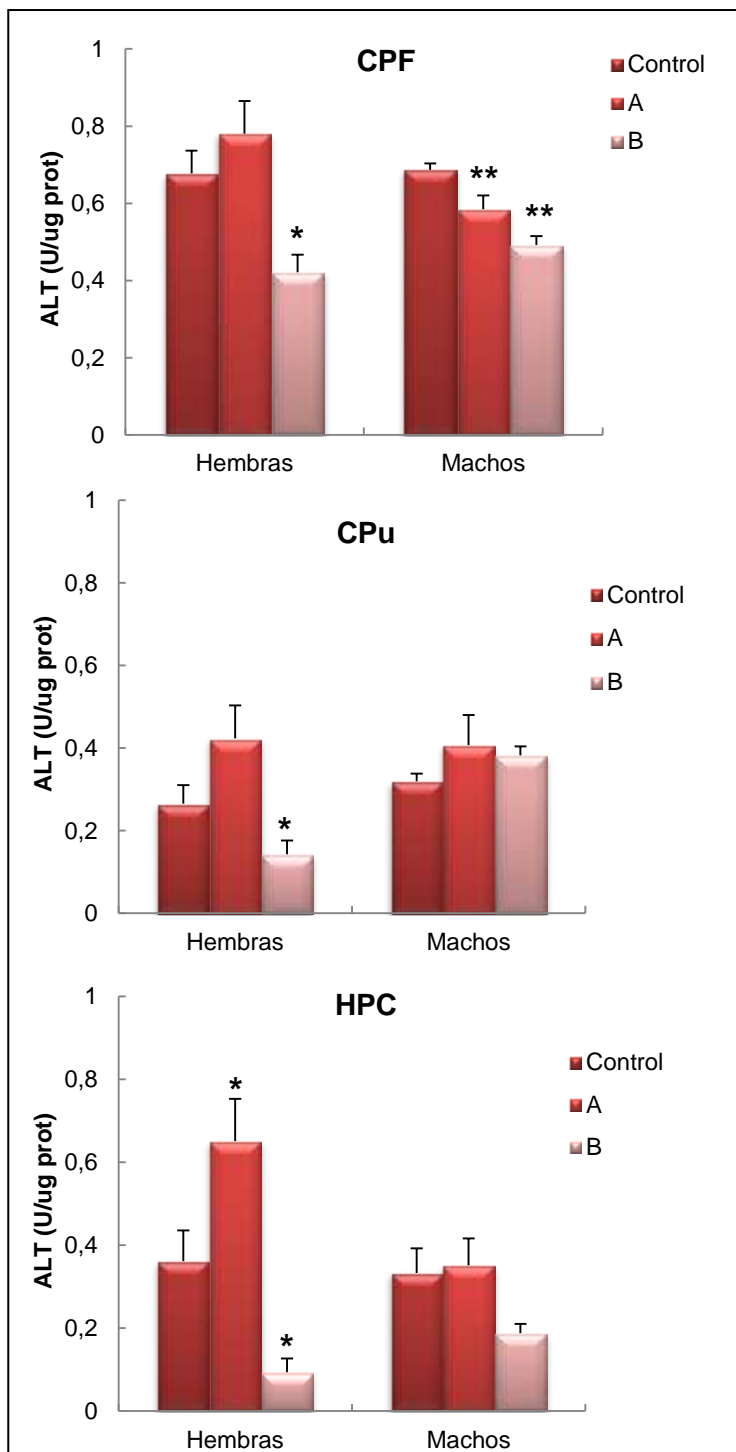 CPF
Control
A
B
ALT (U/ug prot)
1
0,8
0,6
0,4
0,2
0
*
**
**
Hembras
Machos
CPu
Control
A
B
ALT (U/ug prot)
1
0,8
0,6
0,4
0,2
0
*
Hembras
Machos
HPC
Control
A
B
ALT (U/ug prot)
1
0,8
0,6
0,4
0,2
0
*
*
Hembras
Machos